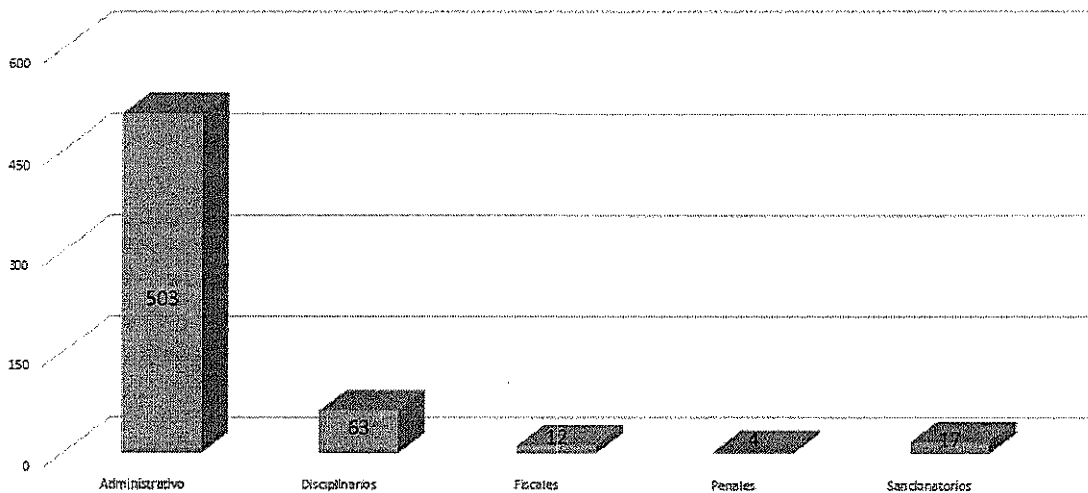 600
450
300
150
0
503
63
12
4
17
Administrativo
Disciplinarios
Fiscales
Penales
Sancionatorios